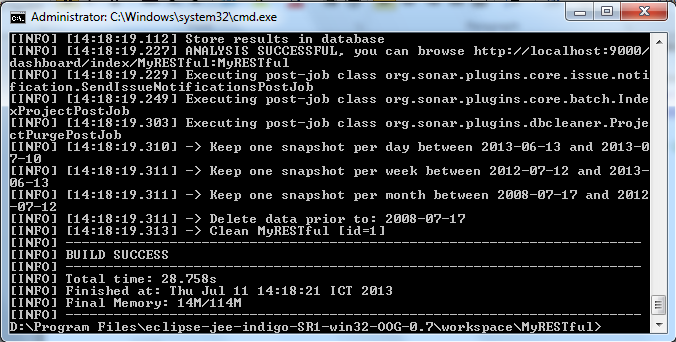 Administrator: C:\Windows\system32\cmd.exe
[INFO] [14:18:19.112] Store results in database
[INFO] [14:18:19.227] ANALYSIS SUCCESSFUL, you can browse http://localhost:9000/
dashboard/index/MyRESTful:MyRESTful
[INFO] [14:18:19.229] Executing post-job class org.sonar.plugins.core.issue.noti
fication.SendIssueNotificationsPostJob
[INFO] [14:18:19.249] Executing post-job class org.sonar.plugins.core.batch.Inde
xProjectPostJob
[INFO] [14:18:19.303] Executing post-job class org.sonar.plugins.dbcleaner.Proje
ctPurgePostJob
[INFO] [14:18:19.310] -> Keep one snapshot per day between 2013-06-13 and 2013-0
7-10
[INFO] [14:18:19.311] -> Keep one snapshot per week between 2012-07-12 and 2013-
06-13
[INFO] [14:18:19.311] -> Keep one snapshot per month between 2008-07-17 and 2012
-07-12
[INFO] [14:18:19.311] -> Delete data prior to: 2008-07-17
[INFO] [14:18:19.313] -> Clean MyRESTful [id=1]
[INFO] ------------------------------------------------------------------------
[INFO] BUILD SUCCESS
[INFO] ------------------------------------------------------------------------
[INFO] Total time: 28.758s
[INFO] Finished at: Thu Jul 11 14:18:21 ICT 2013
[INFO] Final Memory: 14M/114M
[INFO] ------------------------------------------------------------------------
D:\Program Files\eclipse-jee-indigo-SR1-win32-OOG-0.7\workspace\MyRESTful>